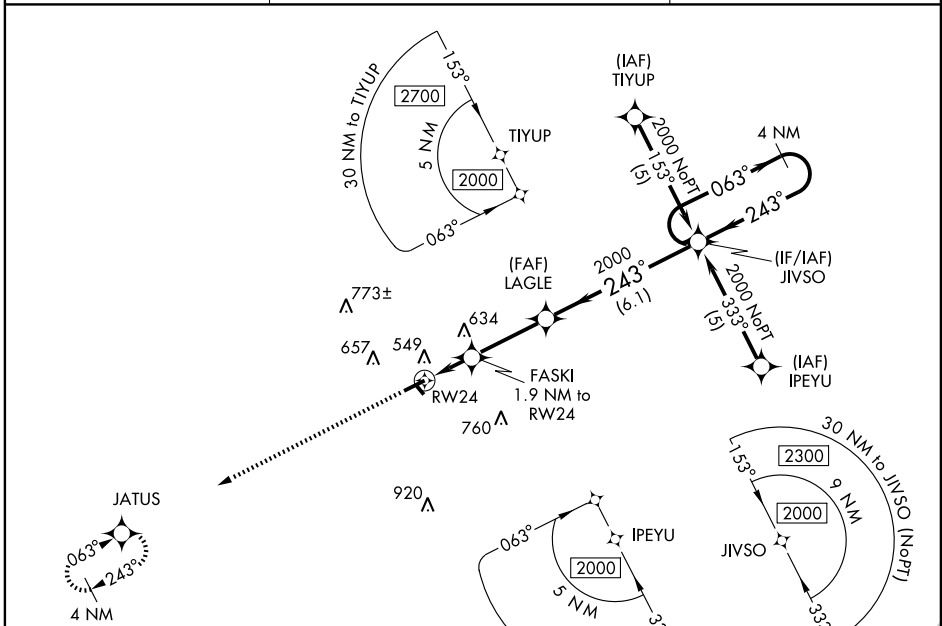 30 NM to TIYUP
153°
2700
5 NM
TIYUP
2000
063°
(IAF)
TIYUP
2000 NoPT
153°
(5)
4 NM
063°
243°
(IF/IAF)
JIVSO
2000
243°
(6.1)
(FAF)
LAGLE
2000 NoPT
333°
(5)
(IAF)
IPEYU
773±
634
657
549
RW24
FASKI
1.9 NM to
RW24
760
920
JATUS
063°
243°
4 NM
063°
IPEYU
2000
5 NM
30 NM to JIVSO (NoPT)
153°
2300
9 NM
2000
JIVSO